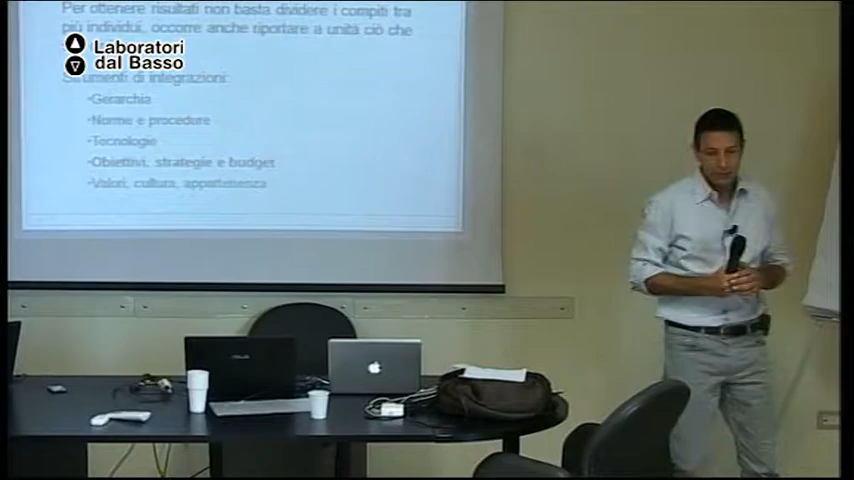 Per ottenere risultati non basta dividere i compiti tra
più individui, occorre anche riportare a unità ciò che
Laboratori
dal Basso
Strumenti di integrazioni:
•Gerarchia
•Norme e procedure
•Tecnologie
•Obiettivi, strategie e budget
•Valori, cultura, appartenenza
ASUS